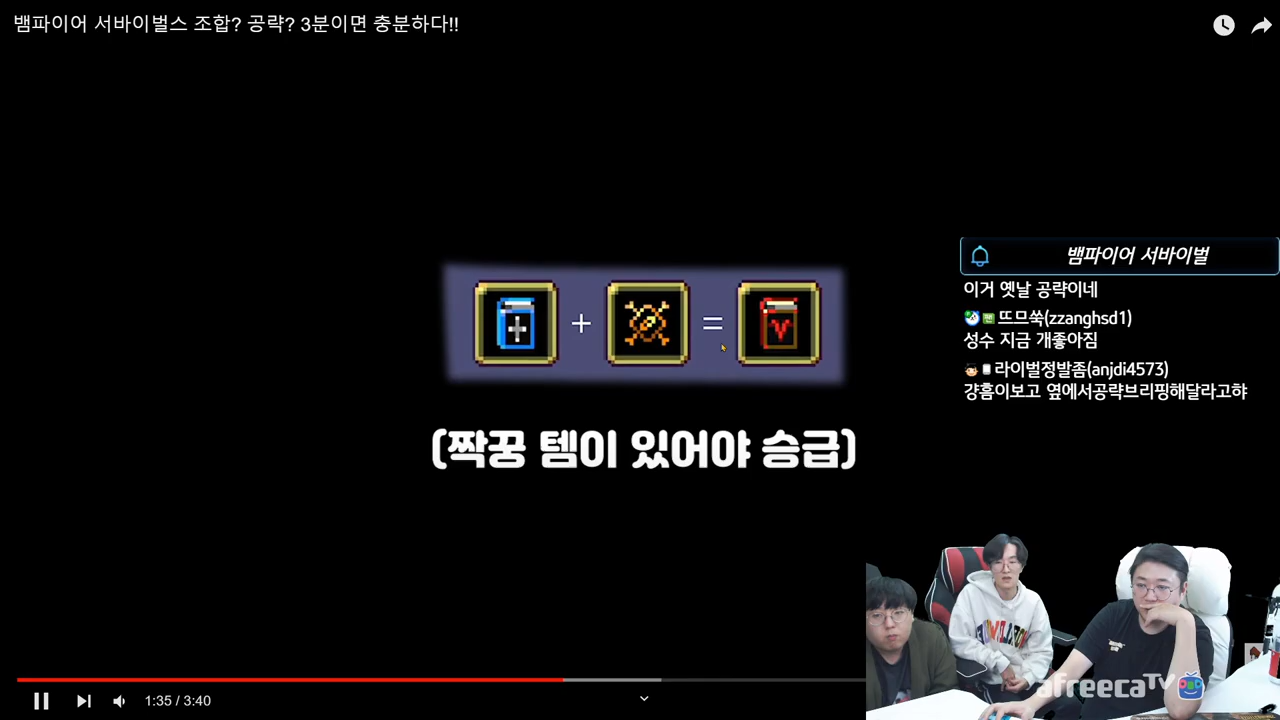 뱀파이어 서바이벌스 조합? 공략? 3분이면 충분하다!!
뱀파이어 서바이벌
이거 옛날 공략이네
뜨므쑥(zzanghsd1)
성수 지금 개좋아짐
라이벌정발좀(anjdi4573)
걍흠이보고 옆에서공략브리핑해달라고햐
+ =
(짝꿍 템이 있어야 승급)
afreecaTV
1:35 / 3:40